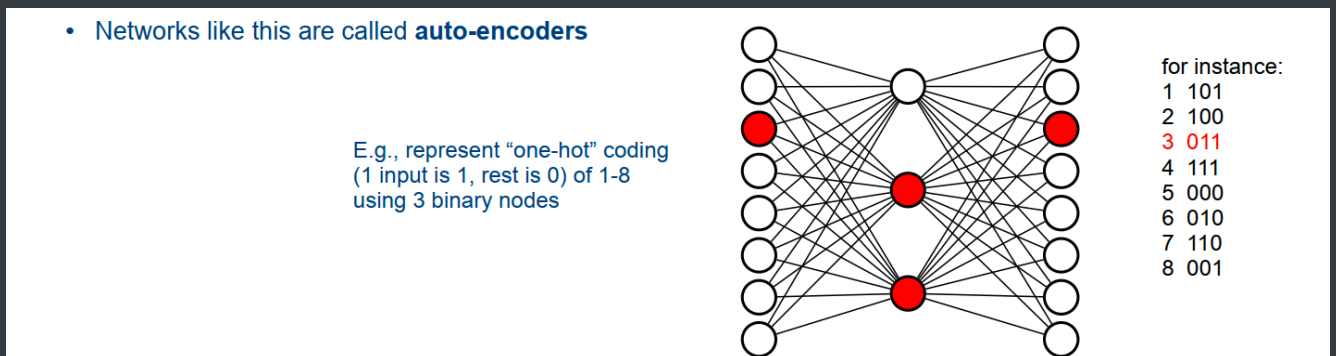 • Networks like this are called auto-encoders
E.g., represent “one-hot” coding
(1 input is 1, rest is 0) of 1-8
using 3 binary nodes
for instance:
1 101
2 100
3 011
4 111
5 000
6 010
7 110
8 001